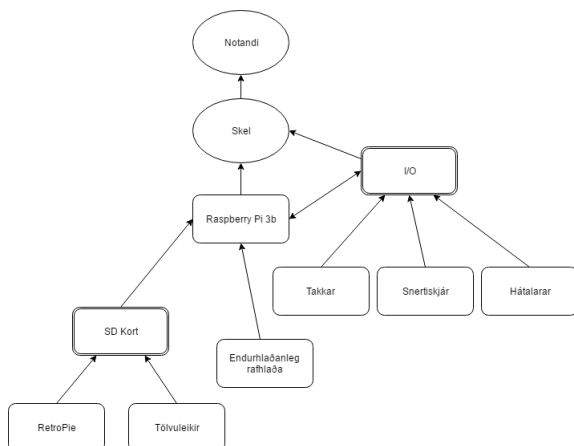 Notandi
Skel
I/O
Raspberry Pi 3b
Takkar
Snertiskjár
Hátalarar
SD Kort
Endurhlaðanleg
rafhlaða
RetroPie
Tölvuleikir